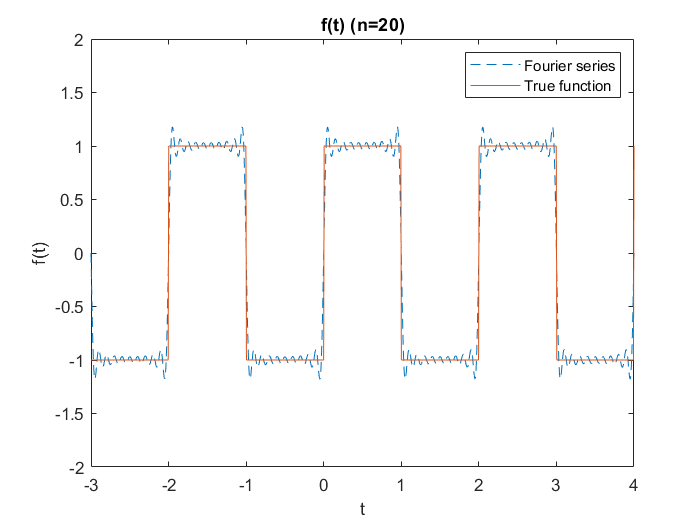 f(t) (n=20)
Fourier series
True function
2
1.5
1
0.5
0
-0.5
-1
-1.5
-2
f(t)
-3 -2 -1 0 1 2 3 4
t